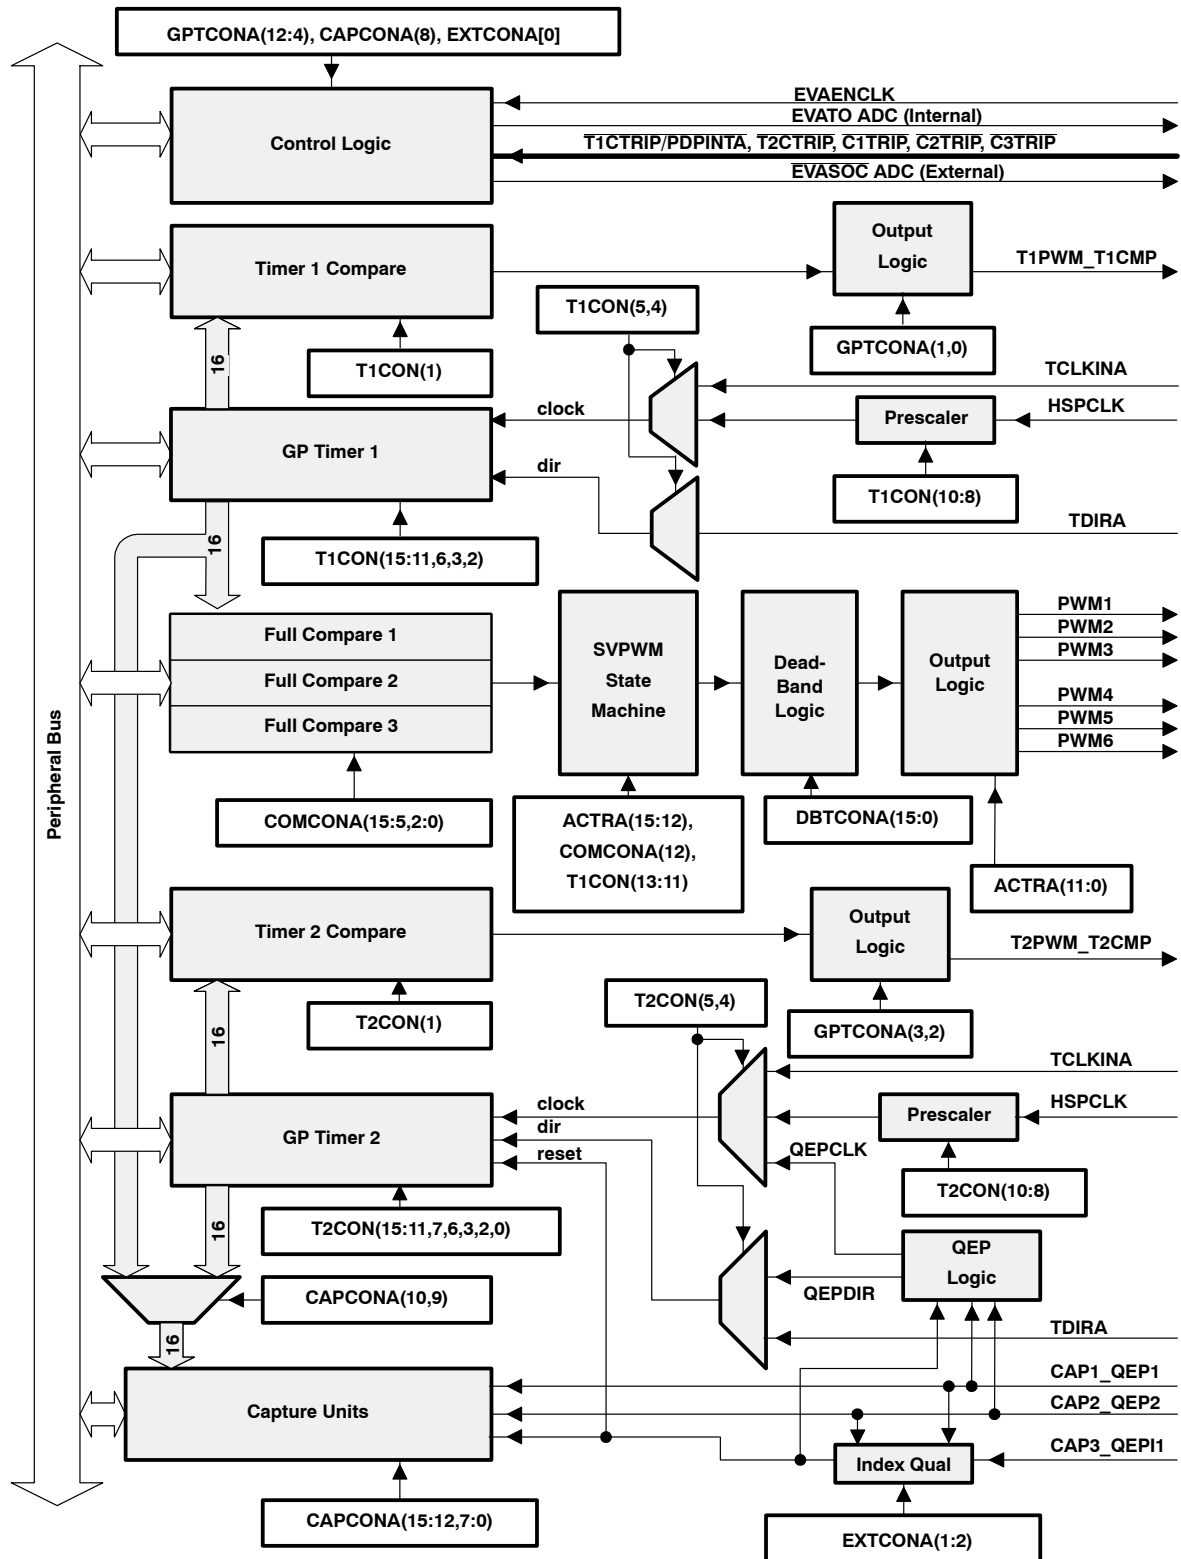 GPTCONA(12:4), CAPCONA(8), EXTCONA[0]
Control Logic
EVAENCLK
EVATO ADC (Internal)
T1CTRIP/PDPINTA, T2CTRIP, C1TRIP, C2TRIP, C3TRIP
EVASOC ADC (External)
Timer 1 Compare
Output
Logic
T1PWM_T1CMP
T1CON(5,4)
GPTCONA(1,0)
16
T1CON(1)
TCLKINA
clock
Prescaler
HSPCLK
GP Timer 1
dir
T1CON(10:8)
TDIRA
16
T1CON(15:11,6,3,2)
Full Compare 1
Full Compare 2
Full Compare 3
SVPWM
State
Machine
Dead-
Band
Logic
Output
Logic
PWM1
PWM2
PWM3
PWM4
PWM5
PWM6
Peripheral Bus
COMCONA(15:5,2:0)
ACTRA(15:12),
COMCONA(12),
T1CON(13:11)
DBTCONA(15:0)
ACTRA(11:0)
Timer 2 Compare
Output
Logic
T2PWM_T2CMP
T2CON(5,4)
T2CON(1)
GPTCONA(3,2)
16
TCLKINA
clock
Prescaler
HSPCLK
GP Timer 2
dir
reset
QEPCLK
T2CON(10:8)
16
T2CON(15:11,7,6,3,2,0)
QEP
Logic
QEPDIR
CAPCONA(10,9)
TDIRA
16
CAP1_QEP1
Capture Units
CAP2_QEP2
Index Qual
CAP3_QEPI1
CAPCONA(15:12,7:0)
EXTCONA(1:2)